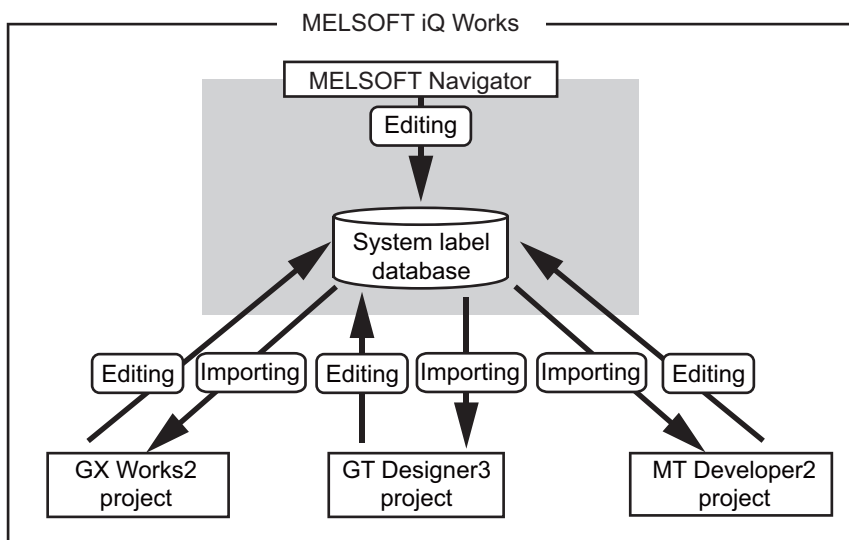 MELSOFT iQ Works
MELSOFT Navigator
Editing
System label
database
Editing
Importing
Editing
Importing
Importing
Editing
GX Works2
project
GT Designer3
project
MT Developer2
project